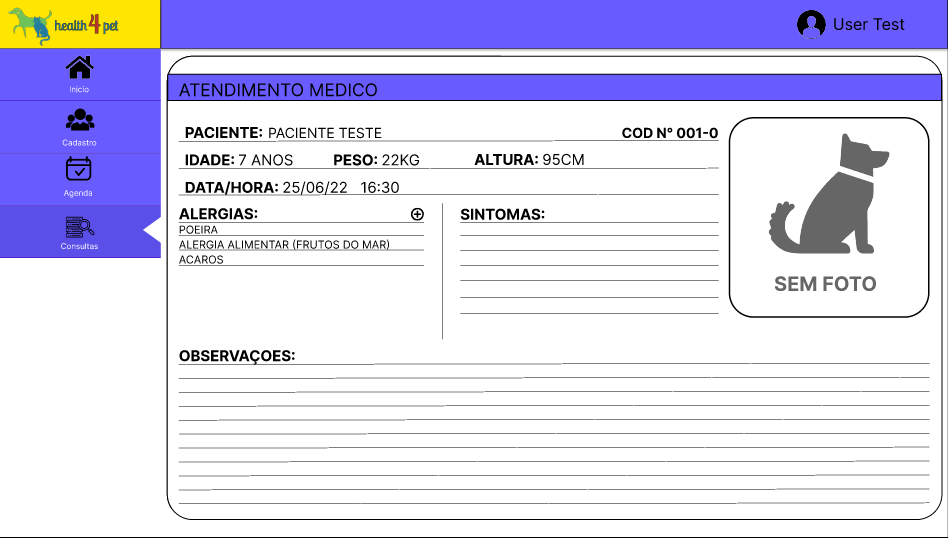 health4pet
User Test
Inicio
Cadastro
Agenda
Consultas
ATENDIMENTO MEDICO
PACIENTE: PACIENTE TESTE COD N° 001-0
IDADE: 7 ANOS PESO: 22KG ALTURA: 95CM
DATA/HORA: 25/06/22 16:30
ALERGIAS:
POEIRA
ALERGIA ALIMENTAR (FRUTOS DO MAR)
ACAROS
SINTOMAS:
SEM FOTO
OBSERVAÇOES: